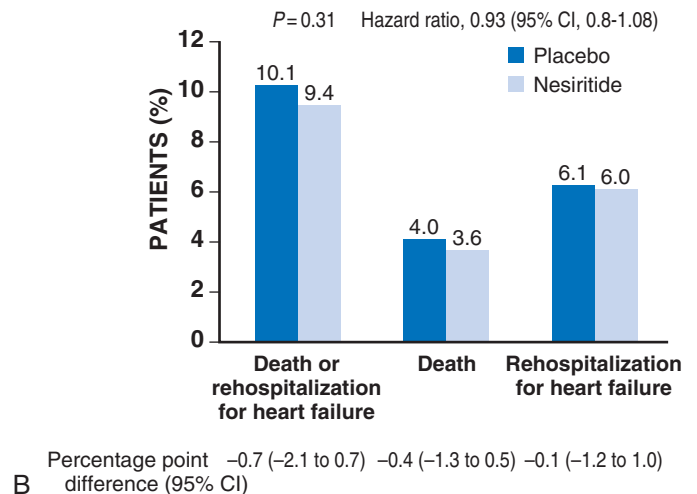 P=0.31 Hazard ratio, 0.93 (95% CI, 0.8-1.08)
Placebo
Nesiritide
PATIENTS (%)
12
10
8
6
4
2
0
10.1
9.4
4.0
3.6
6.1
6.0
Death or
rehospitalization
for heart failure
Death
Rehospitalization
for heart failure
Percentage point –0.7 (–2.1 to 0.7) –0.4 (–1.3 to 0.5) –0.1 (–1.2 to 1.0)
difference (95% CI)
B